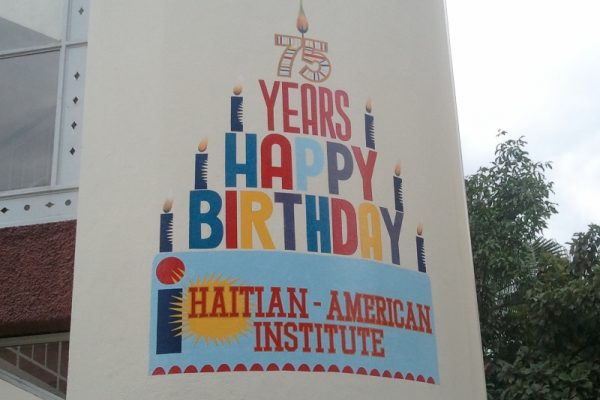 75
YEARS
HAPPY
BIRTHDAY
i HAITIAN-AMERICAN
INSTITUTE